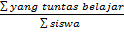 ∑ yang tuntas belajar
∑ siswa